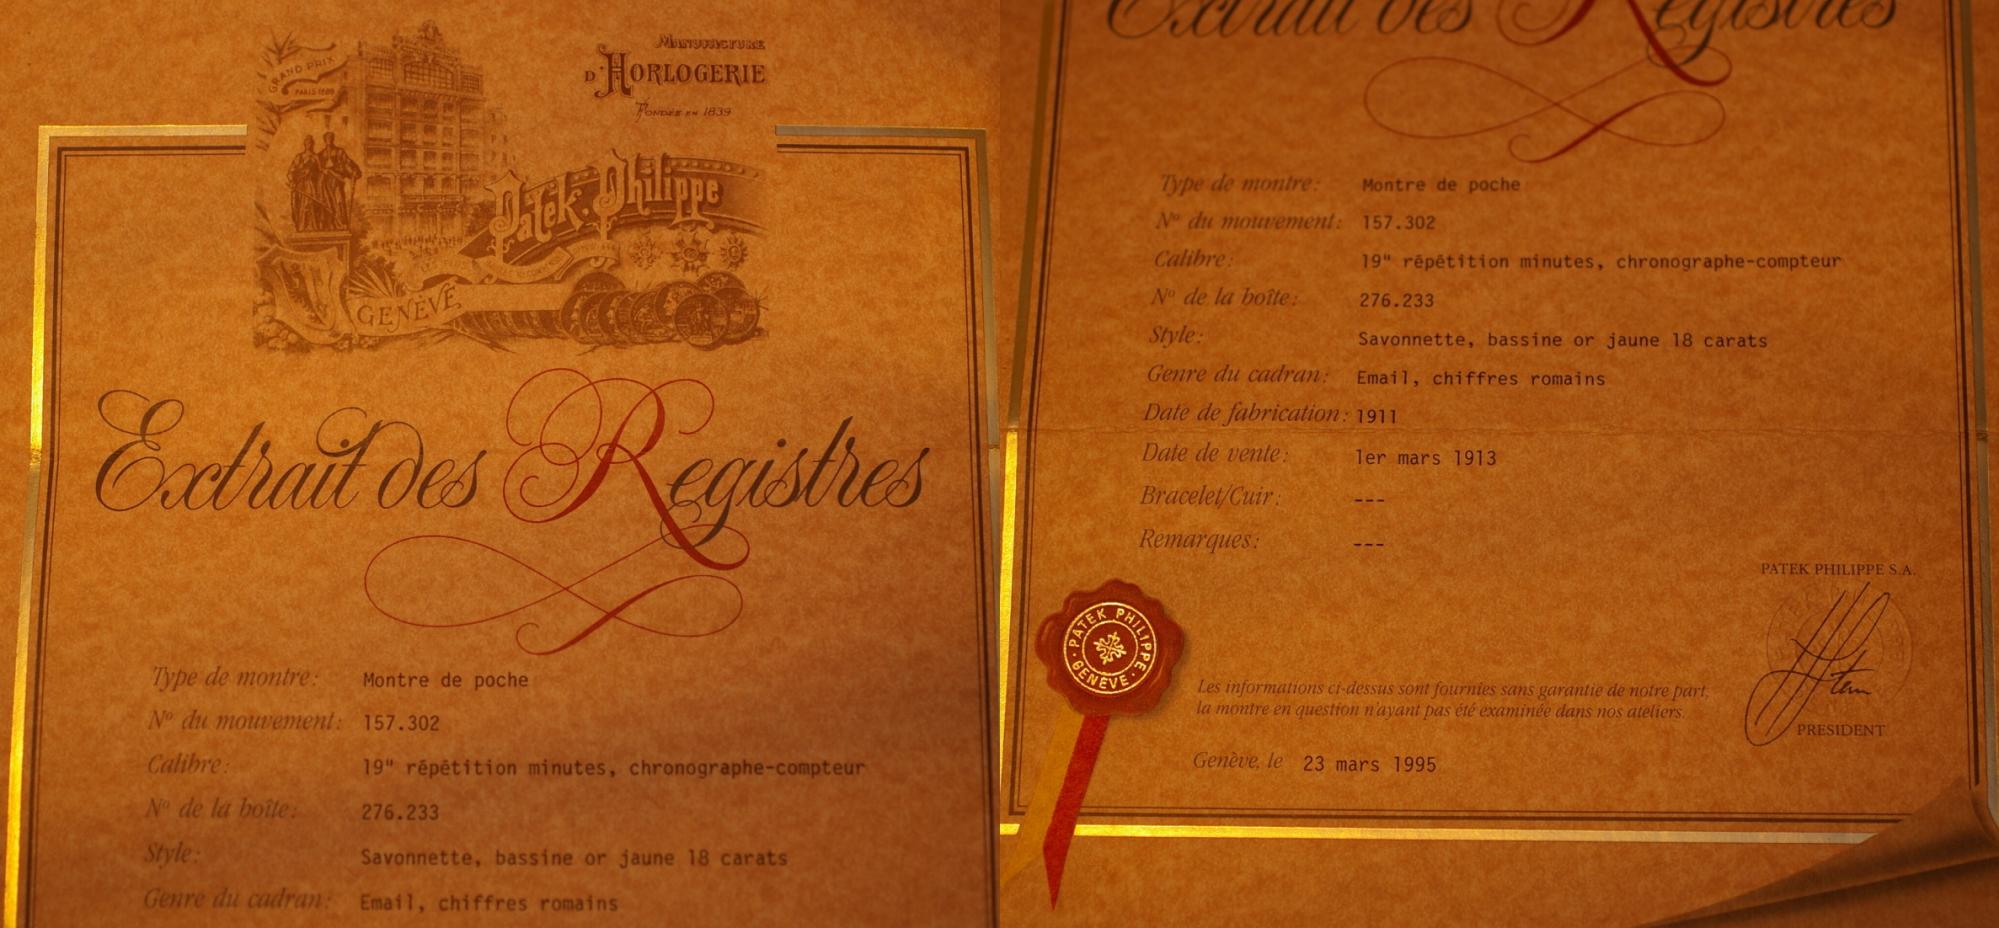 GRAND PRIX
PARIS 1889
MANUFACTURE
D'HORLOGERIE
FONDÉE EN 1839
Patek. Philippe
GENÈVE
Extrait des Registres
Type de montre: Montre de poche
No du mouvement: 157.302
Calibre: 19" répétition minutes, chronographe-compteur
No de la boîte: 276.233
Style: Savonnette, bassine or jaune 18 carats
Genre du cadran: Email, chiffres romains
Extrait des Registres
Type de montre: Montre de poche
No du mouvement: 157.302
Calibre: 19" répétition minutes, chronographe-compteur
No de la boîte: 276.233
Style: Savonnette, bassine or jaune 18 carats
Genre du cadran: Email, chiffres romains
Date de fabrication: 1911
Date de vente: 1er mars 1913
Bracelet/Cuir: ---
Remarques: ---
PATEK PHILIPPE S.A.
PATEK PHILIPPE · GENÈVE ·
Les informations ci-dessus sont fournies sans garantie de notre part,
la montre en question n'ayant pas été examinée dans nos ateliers.
PRESIDENT
Genève, le 23 mars 1995